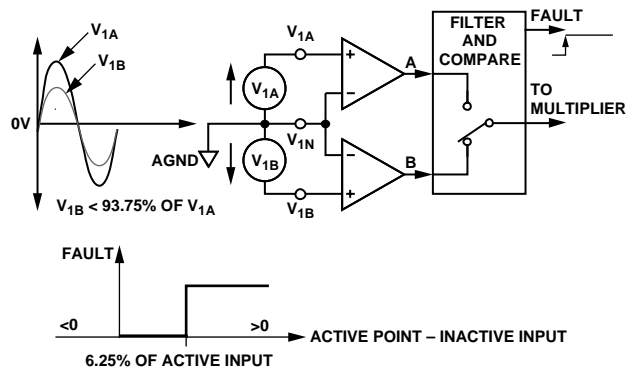 V1A
V1B
0V
V1B < 93.75% OF V1A
AGND
V1A
V1B
V1A
V1N
V1B
+
–
–
+
A
B
FILTER
AND
COMPARE
FAULT
TO
MULTIPLIER
FAULT
<0
>0
ACTIVE POINT – INACTIVE INPUT
6.25% OF ACTIVE INPUT